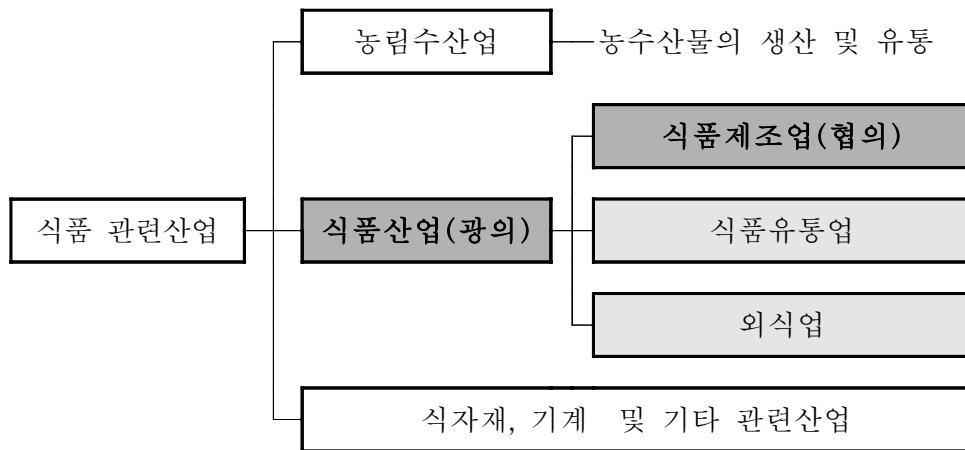 농림수산업
농수산물의 생산 및 유통
식품제조업(협의)
식품 관련산업
식품산업(광의)
식품유통업
외식업
식자재, 기계 및 기타 관련산업